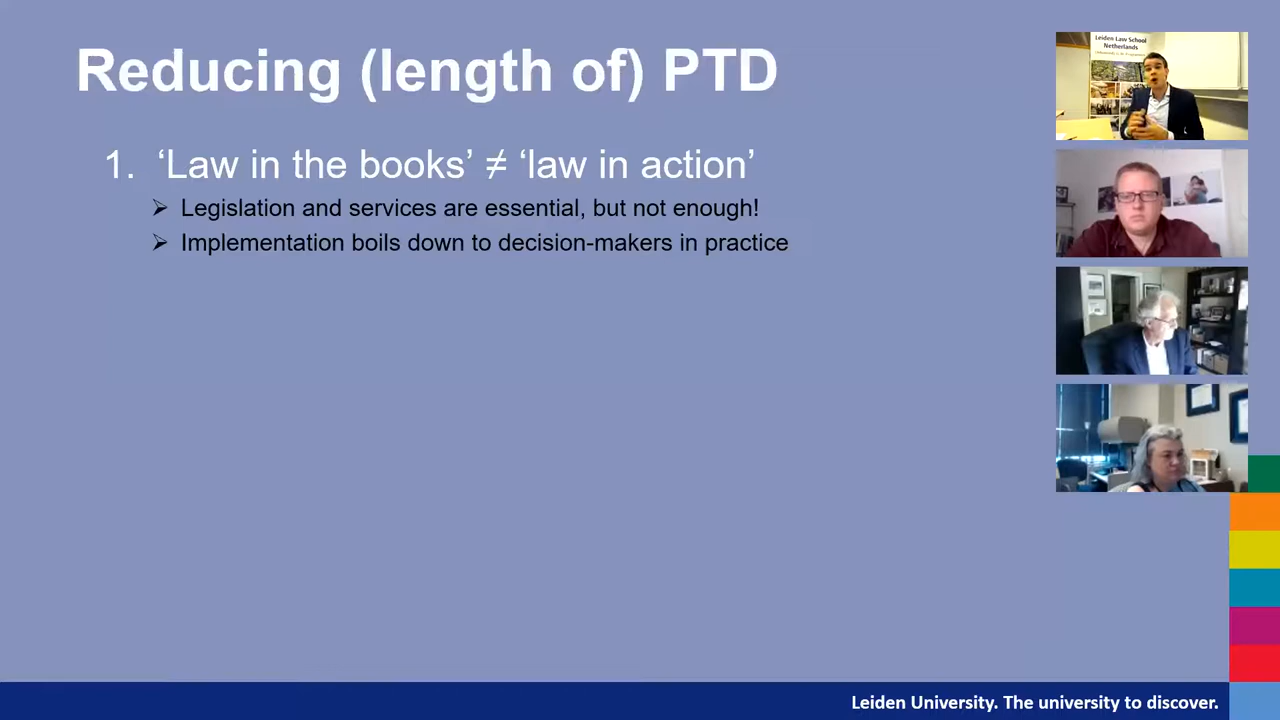 Reducing (length of) PTD
1. ‘Law in the books’ ≠ ‘law in action’
➢ Legislation and services are essential, but not enough!
➢ Implementation boils down to decision-makers in practice
Leiden Law School
Netherlands
Leiden University. The university to discover.